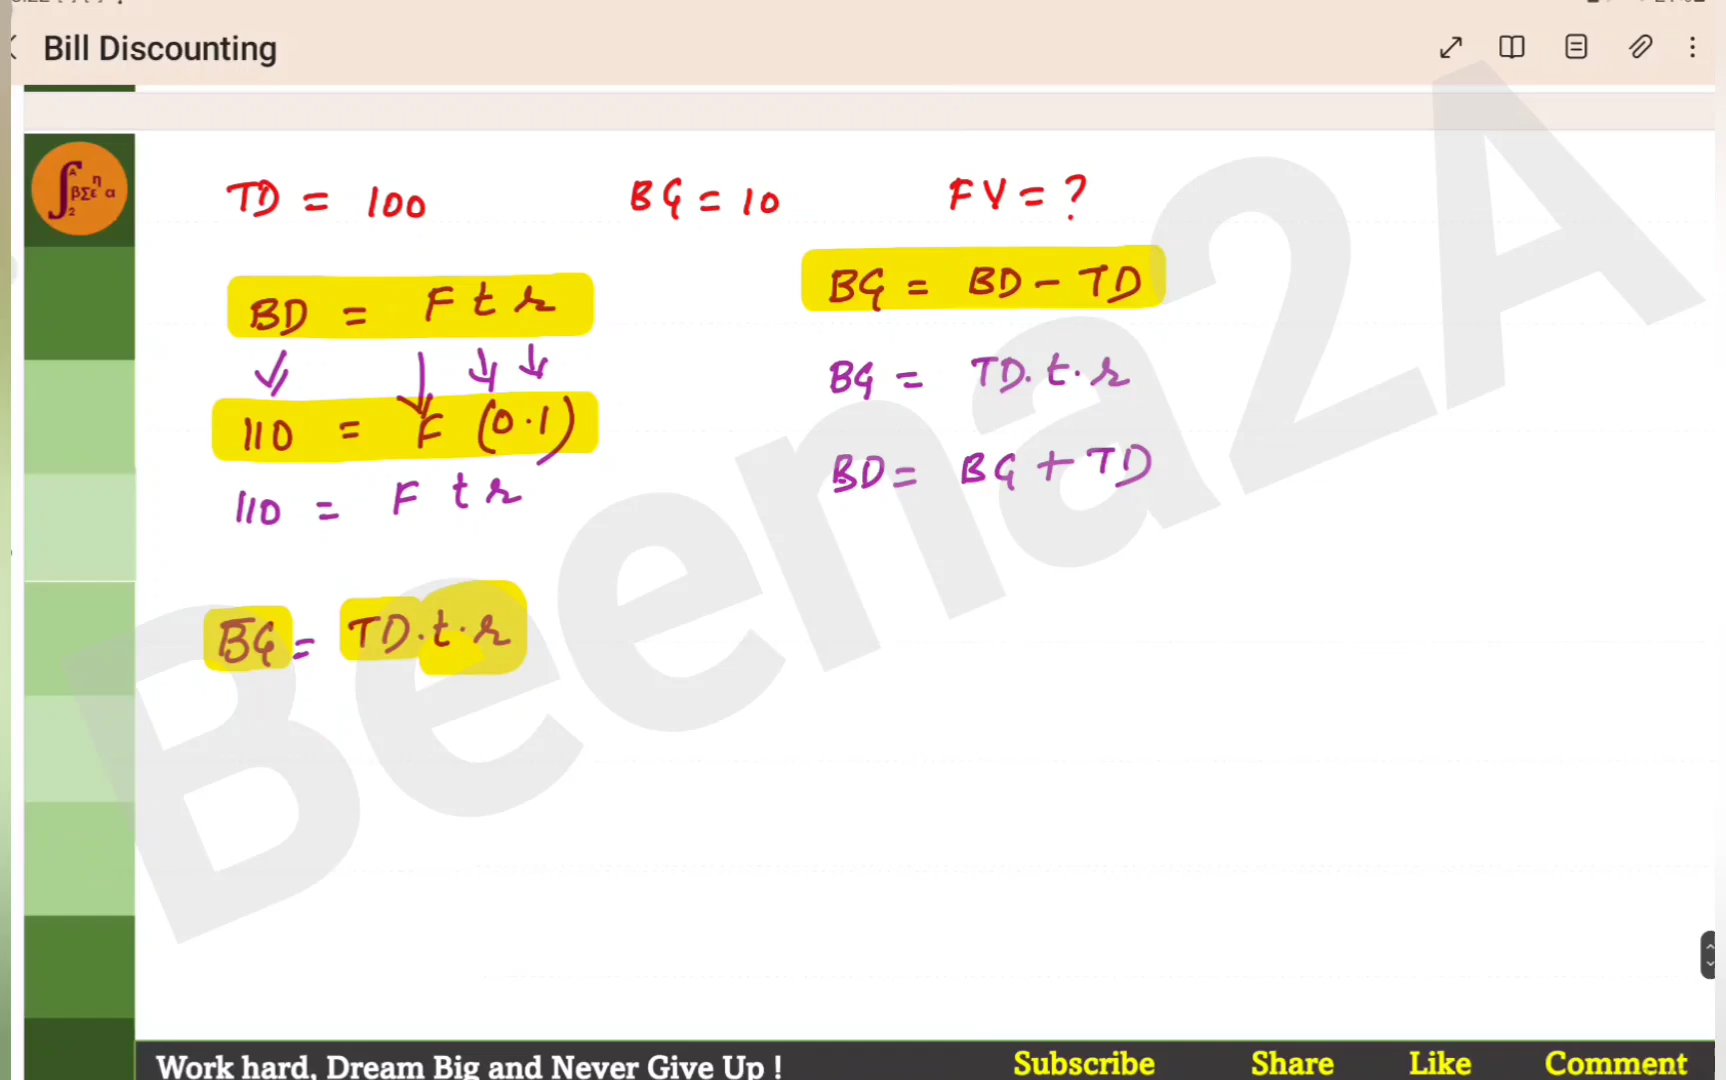 Bill Discounting
TD = 100 BG = 10 FV = ?
BD = F t r
BG = BD - TD
110 = F (0.1)
BG = TD. t. r
110 = F t r
BD = BG + TD
BG = TD. t. r
Beena2A
Work hard, Dream Big and Never Give Up !
Subscribe Share Like Comment